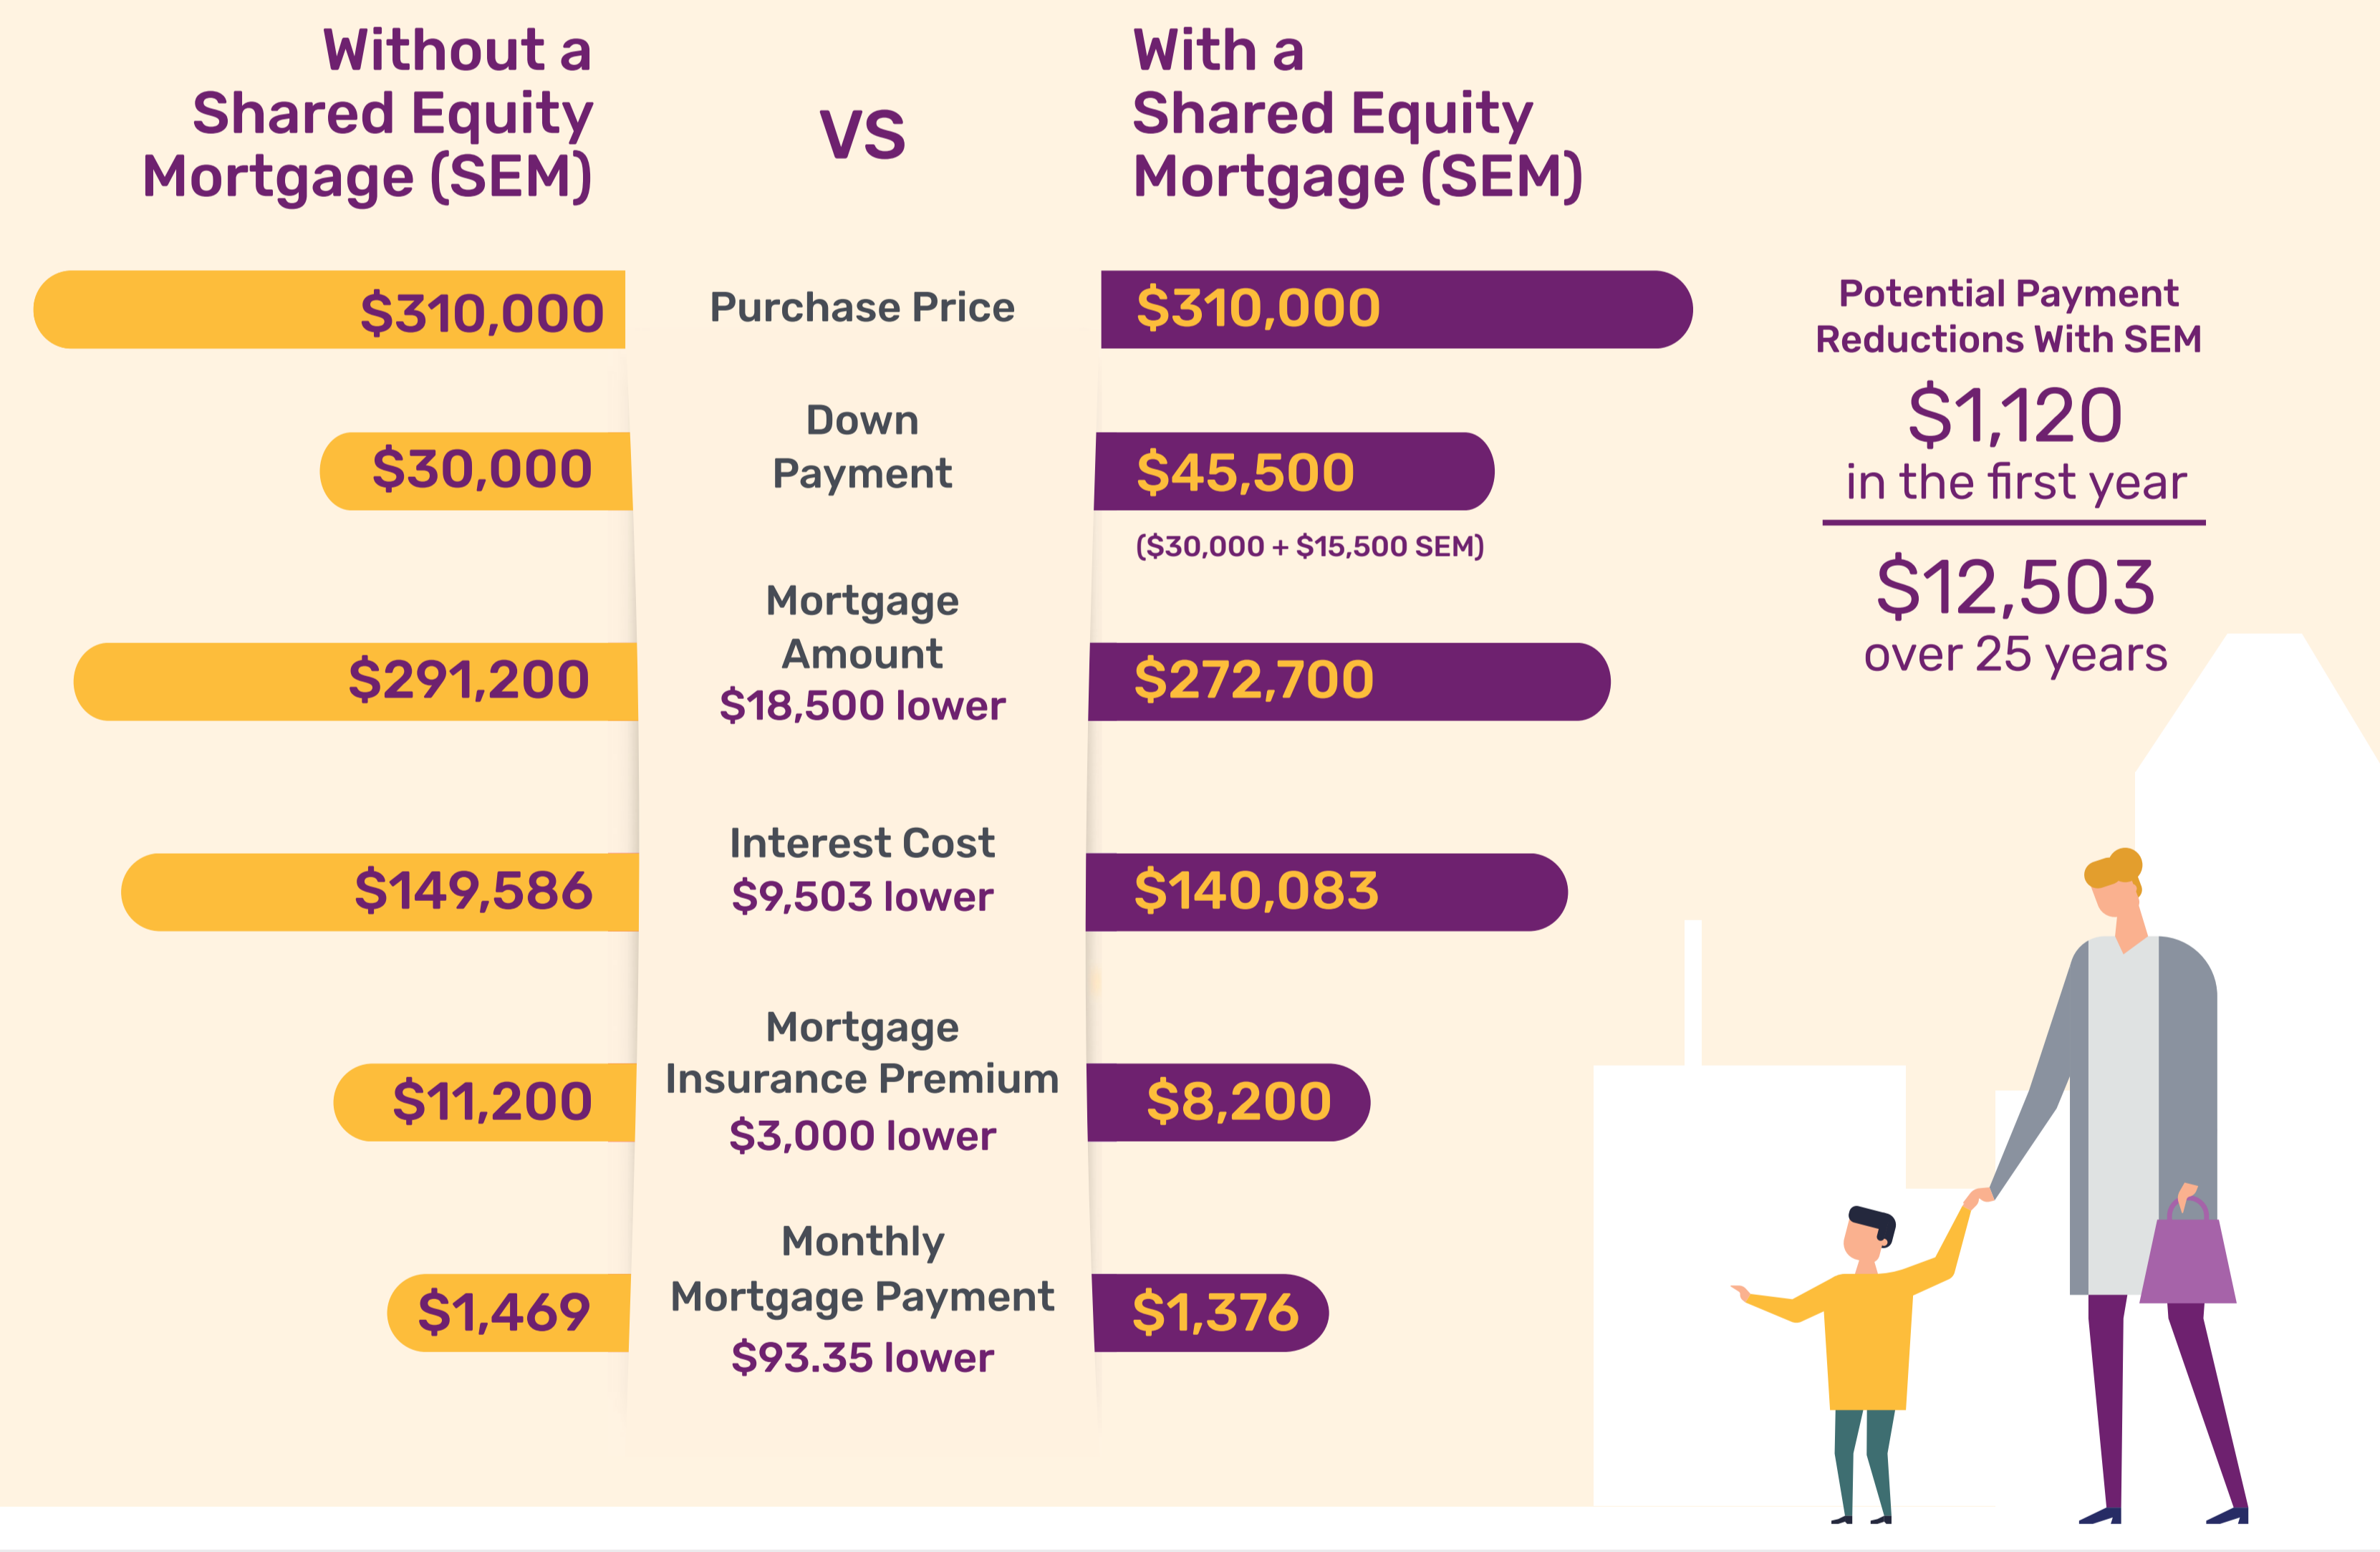 Without a
Shared Equity
Mortgage (SEM)
vs
With a
Shared Equity
Mortgage (SEM)
$310,000
Purchase Price
$310,000
$30,000
Down
Payment
$45,500
($30,000 + $15,500 SEM)
$291,200
Mortgage
Amount
$18,500 lower
$272,700
$149,586
Interest Cost
$9,503 lower
$140,083
$11,200
Mortgage
Insurance Premium
$3,000 lower
$8,200
$1,469
Monthly
Mortgage Payment
$93.35 lower
$1,376
Potential Payment
Reductions With SEM
$1,120
in the first year
$12,503
over 25 years